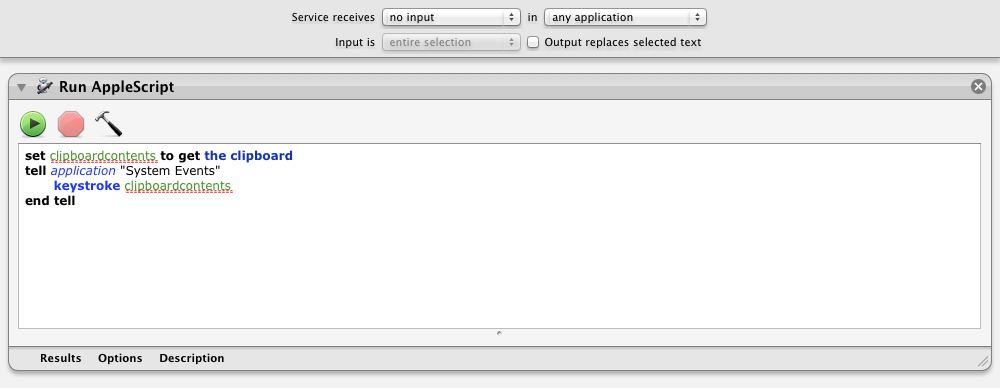 Service receives no input in any application
Input is entire selection Output replaces selected text
Run AppleScript
set clipboardcontents to get the clipboard
tell application "System Events"
keystroke clipboardcontents
end tell
Results Options Description